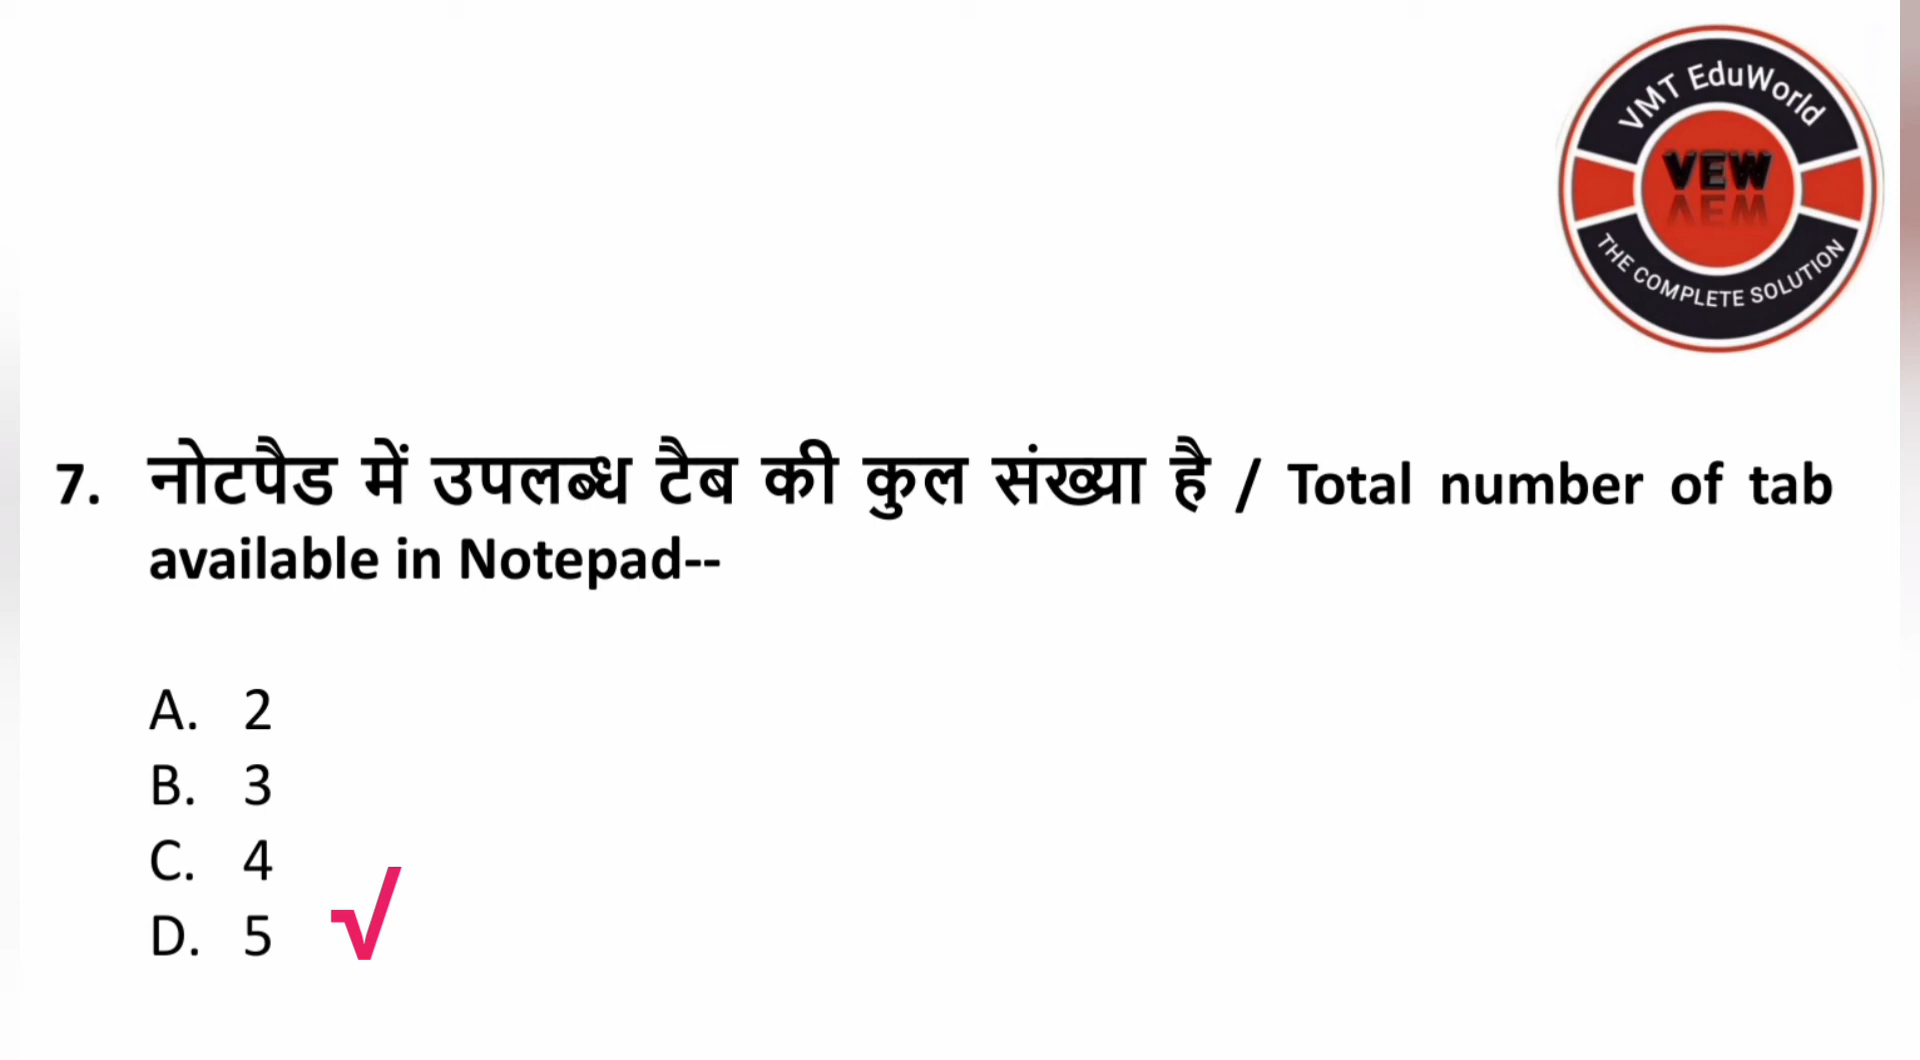 VMT EduWorld
VEW
THE COMPLETE SOLUTION
7. नोटपैड में उपलब्ध टैब की कुल संख्या है / Total number of tab
available in Notepad--
A. 2
B. 3
C. 4
D. 5 √